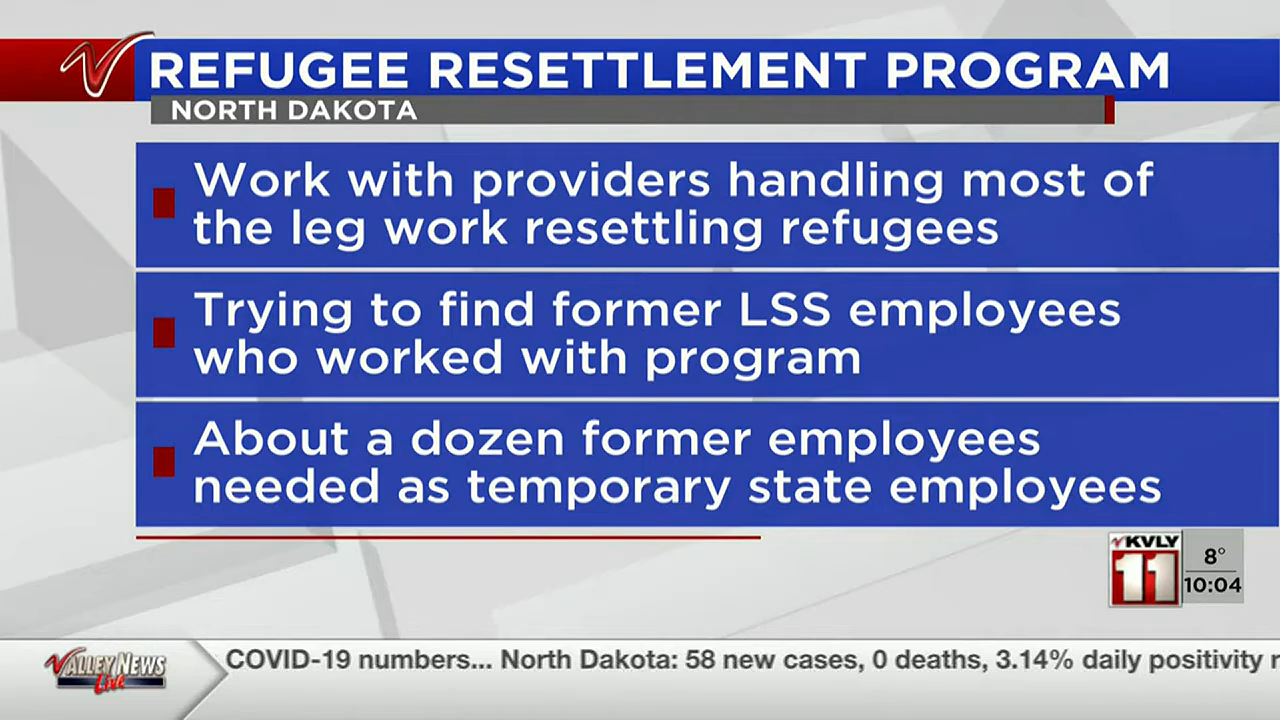 REFUGEE RESETTLEMENT PROGRAM
NORTH DAKOTA
Work with providers handling most of
the leg work resettling refugees
Trying to find former LSS employees
who worked with program
About a dozen former employees
needed as temporary state employees
KVLY
11
8°
10:04
VALLEY NEWS
Live
COVID-19 numbers... North Dakota: 58 new cases, 0 deaths, 3.14% daily positivity r